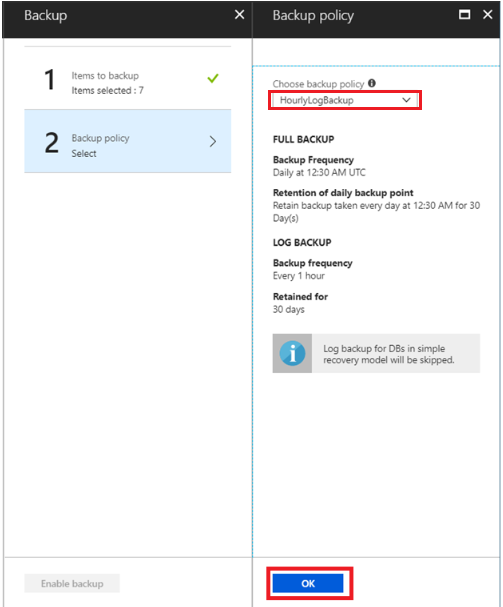 Backup
1
Items to backup
Items selected : 7
2
Backup policy
Select
Enable backup
Backup policy
Choose backup policy
HourlyLogBackup
FULL BACKUP
Backup Frequency
Daily at 12:30 AM UTC
Retention of daily backup point
Retain backup taken every day at 12:30 AM for 30
Day(s)
LOG BACKUP
Backup frequency
Every 1 hour
Retained for
30 days
Log backup for DBs in simple
recovery model will be skipped.
OK